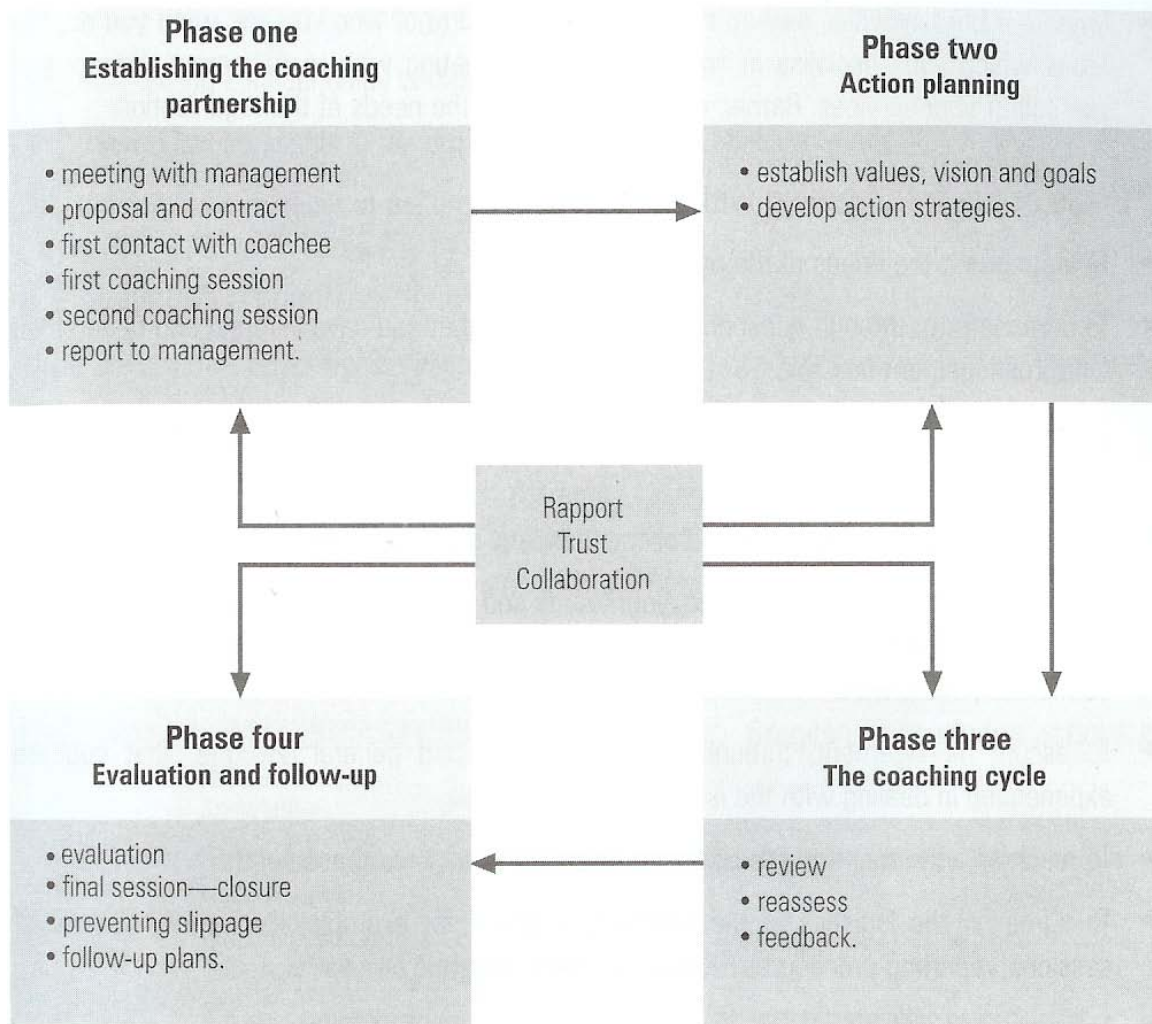 Phase one
Establishing the coaching
partnership
• meeting with management
• proposal and contract
• first contact with coachee
• first coaching session
• second coaching session
• report to management.
Phase two
Action planning
• establish values, vision and goals
• develop action strategies.
Rapport
Trust
Collaboration
Phase four
Evaluation and follow-up
• evaluation
• final session—closure
• preventing slippage
• follow-up plans.
Phase three
The coaching cycle
• review
• reassess
• feedback.